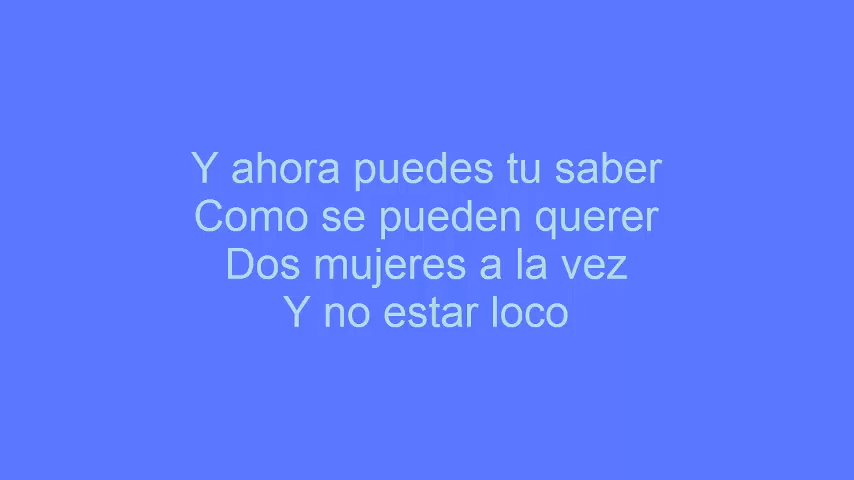 Y ahora puedes tu saber
Como se pueden querer
Dos mujeres a la vez
Y no estar loco